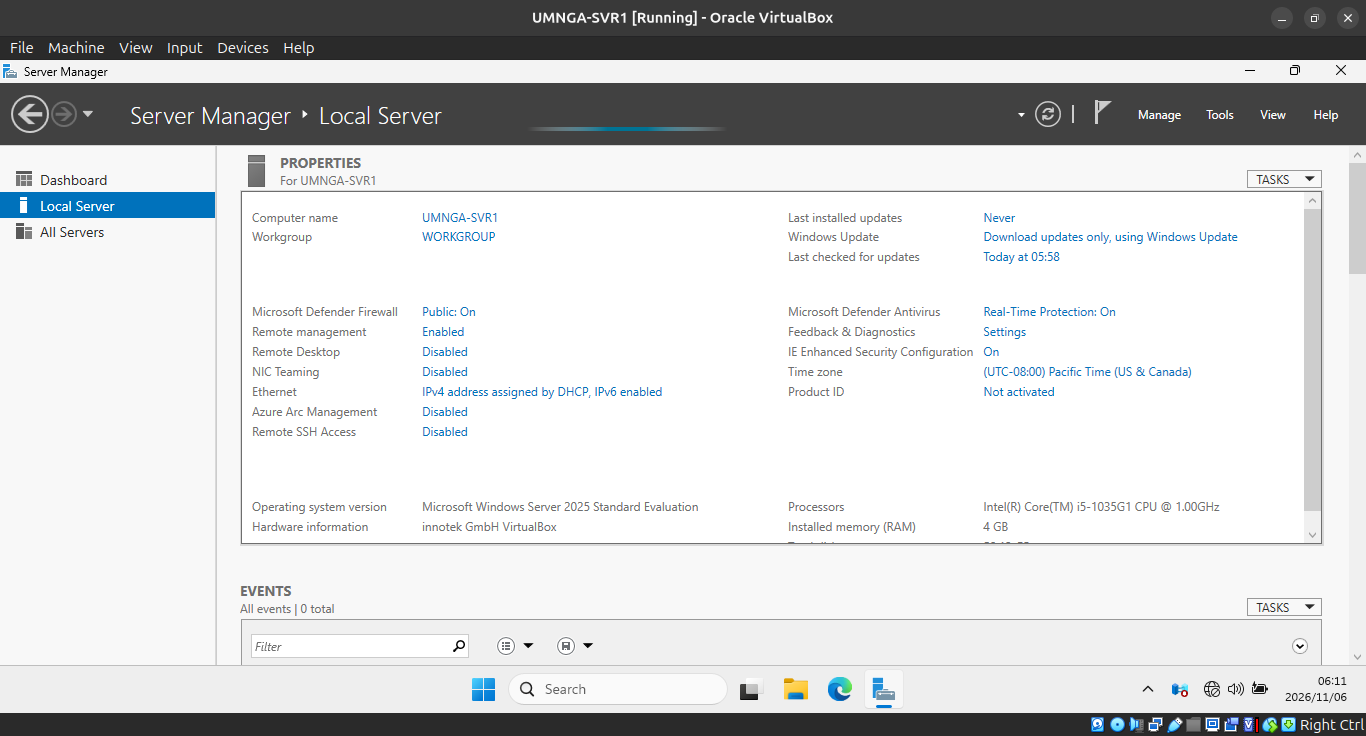 UMNGA-SVR1 [Running] - Oracle VirtualBox
File Machine View Input Devices Help
Server Manager
Server Manager Local Server
Manage Tools View Help
Dashboard
Local Server
All Servers
PROPERTIES
For UMNGA-SVR1
TASKS
Computer name UMNGA-SVR1 Last installed updates Never
Workgroup WORKGROUP Windows Update Download updates only, using Windows Update
Last checked for updates Today at 05:58
Microsoft Defender Firewall Public: On Microsoft Defender Antivirus Real-Time Protection: On
Remote management Enabled Feedback & Diagnostics Settings
Remote Desktop Disabled IE Enhanced Security Configuration On
NIC Teaming Disabled Time zone (UTC-08:00) Pacific Time (US & Canada)
Ethernet IPv4 address assigned by DHCP, IPv6 enabled Product ID Not activated
Azure Arc Management Disabled
Remote SSH Access Disabled
Operating system version Microsoft Windows Server 2025 Standard Evaluation Processors Intel(R) Core(TM) i5-1035G1 CPU @ 1.00GHz
Hardware information innotek GmbH VirtualBox Installed memory (RAM) 4 GB
EVENTS
All events | 0 total
TASKS
Filter
Search
06:11
2026/11/06
Right Ctrl